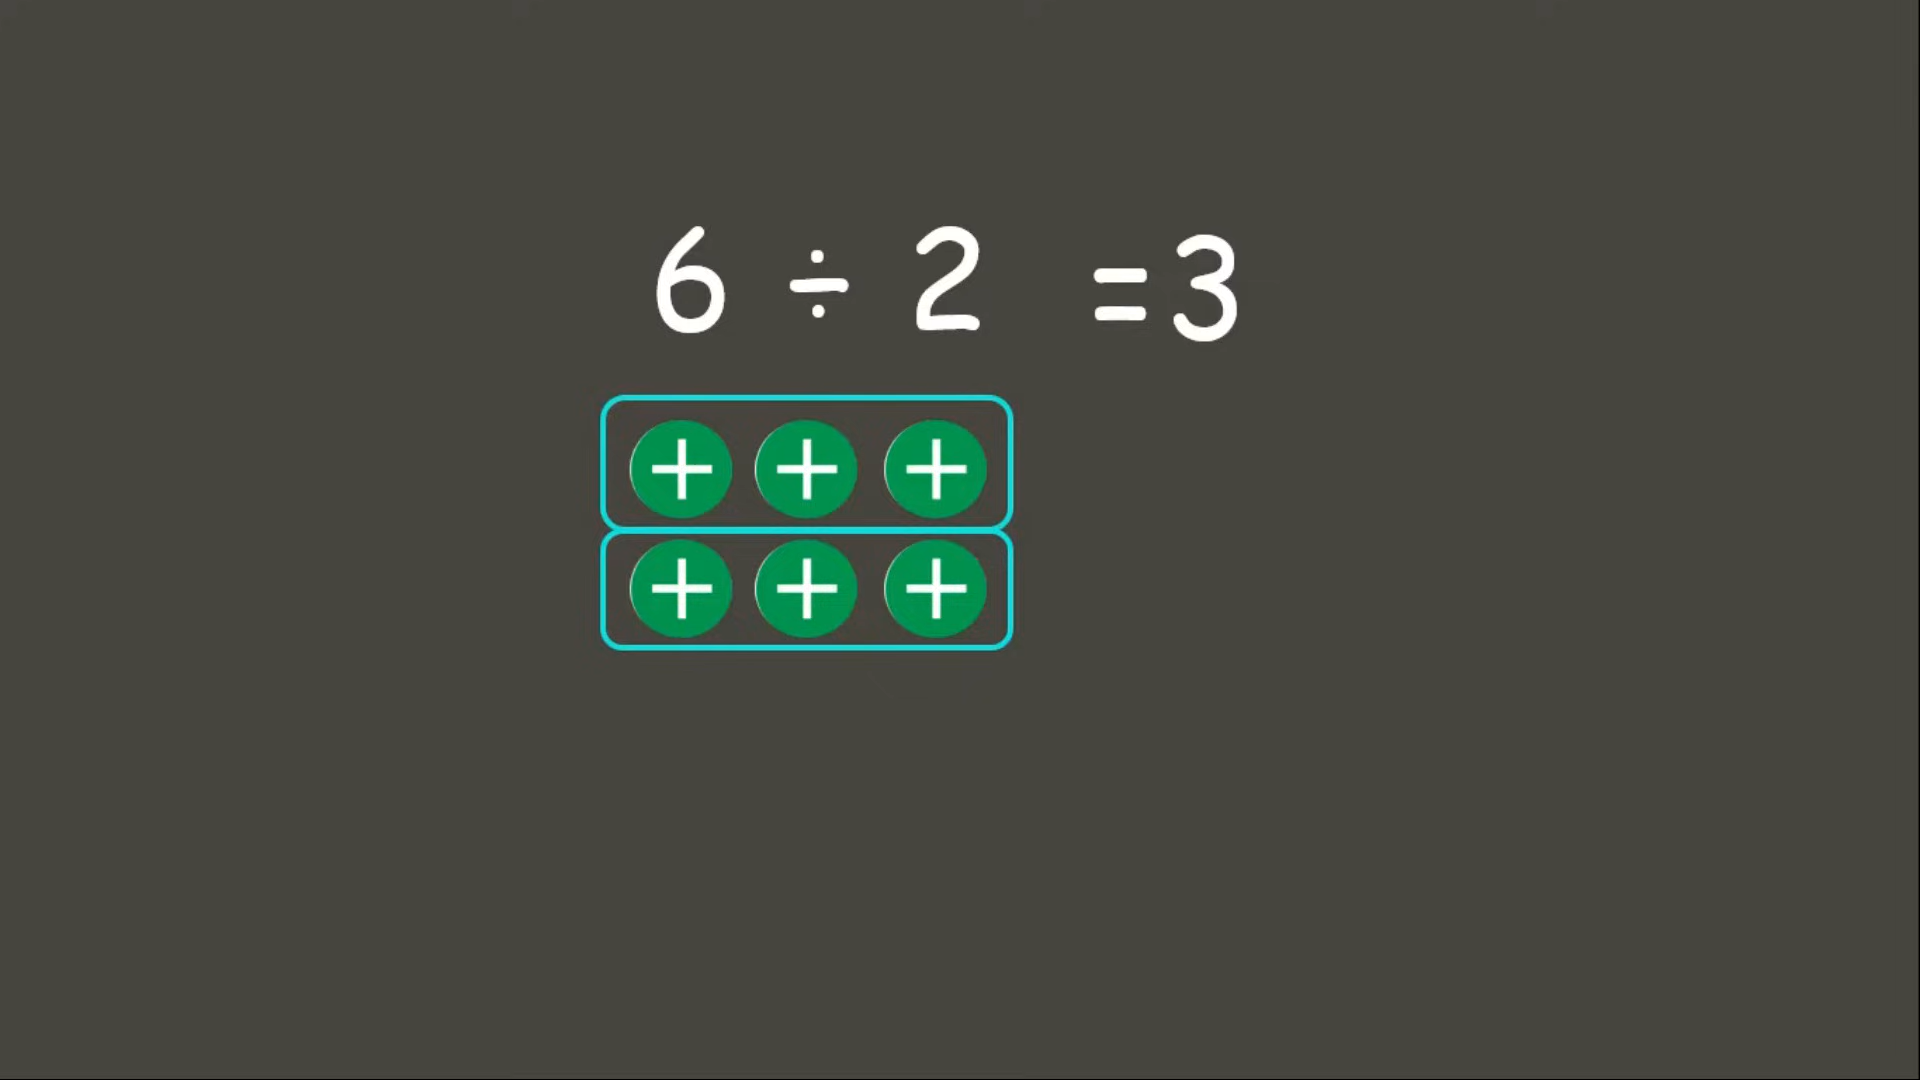 6 ÷ 2 =3
+ + +
+ + +